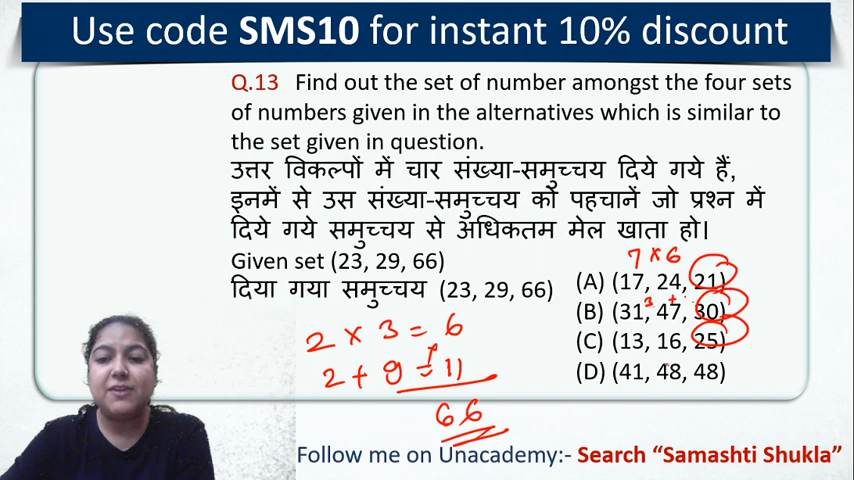 Use code SMS10 for instant 10% discount
Q.13 Find out the set of number amongst the four sets
of numbers given in the alternatives which is similar to
the set given in question.
उत्तर विकल्पों में चार संख्या-समुच्चय दिये गये हैं,
इनमें से उस संख्या-समुच्चय को पहचानें जो प्रश्न में
दिये गये समुच्चय से अधिकतम मेल खाता हो।
Given set (23, 29, 66)
दिया गया समुच्चय (23, 29, 66)
7 × 6
(A) (17, 24, 21)
3 +
(B) (31, 47, 30)
(C) (13, 16, 25)
(D) (41, 48, 48)
2 × 3 = 6
2 + 9 = 11
66
Follow me on Unacademy:- Search “Samashti Shukla”